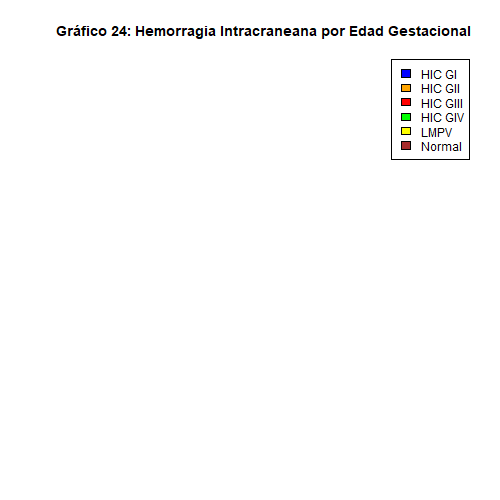 Gráfico 24: Hemorragia Intracraneana por Edad Gestacional
HIC GI
HIC GII
HIC GIII
HIC GIV
LMPV
Normal